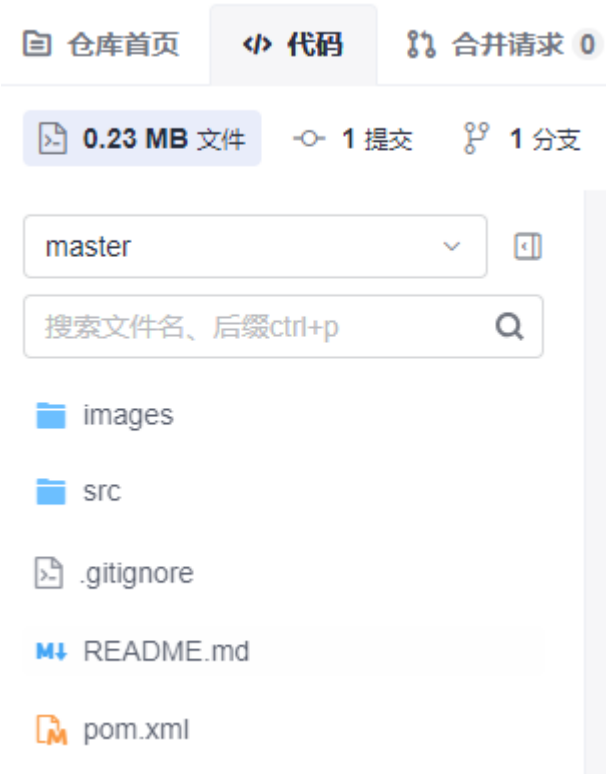 仓库首页 代码 合并请求 0
0.23 MB 文件 1 提交 1 分支
master
搜索文件名、后缀ctrl+p
images
src
.gitignore
README.md
pom.xml